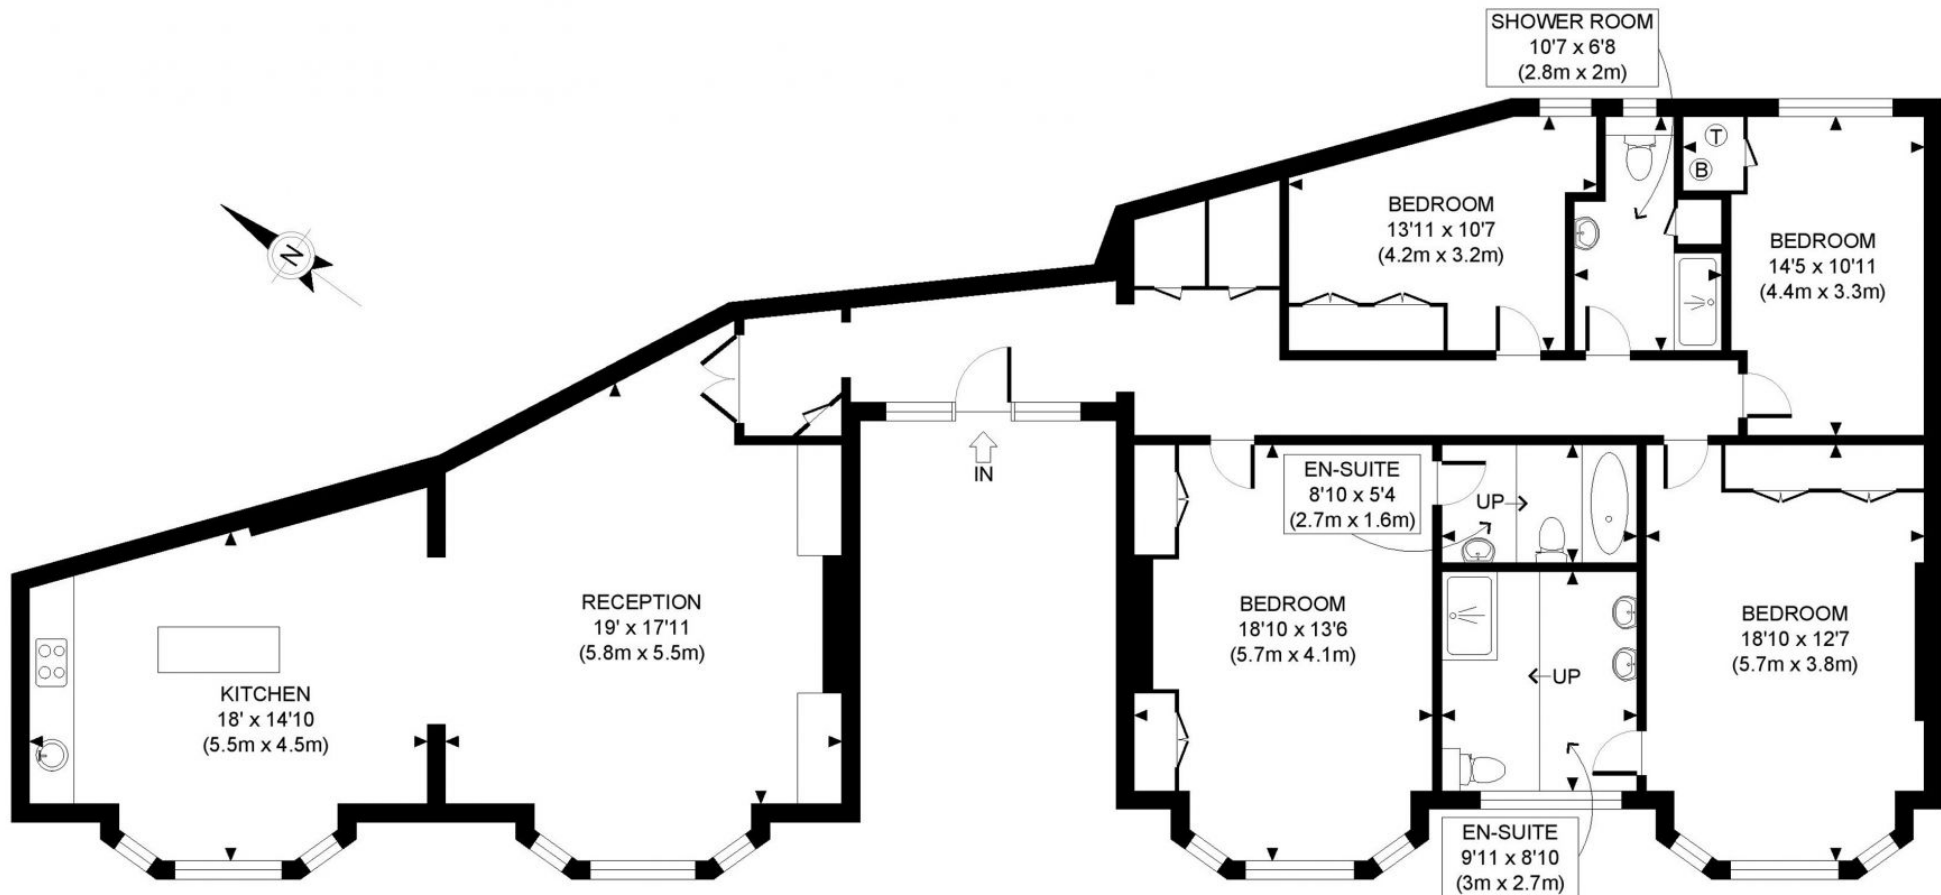 SHOWER ROOM
10'7 x 6'8
(2.8m x 2m)
T
B
BEDROOM
13'11 x 10'7
(4.2m x 3.2m)
BEDROOM
14'5 x 10'11
(4.4m x 3.3m)
N
IN
EN-SUITE
8'10 x 5'4
(2.7m x 1.6m)
UP
RECEPTION
19' x 17'11
(5.8m x 5.5m)
BEDROOM
18'10 x 13'6
(5.7m x 4.1m)
BEDROOM
18'10 x 12'7
(5.7m x 3.8m)
UP
KITCHEN
18' x 14'10
(5.5m x 4.5m)
EN-SUITE
9'11 x 8'10
(3m x 2.7m)